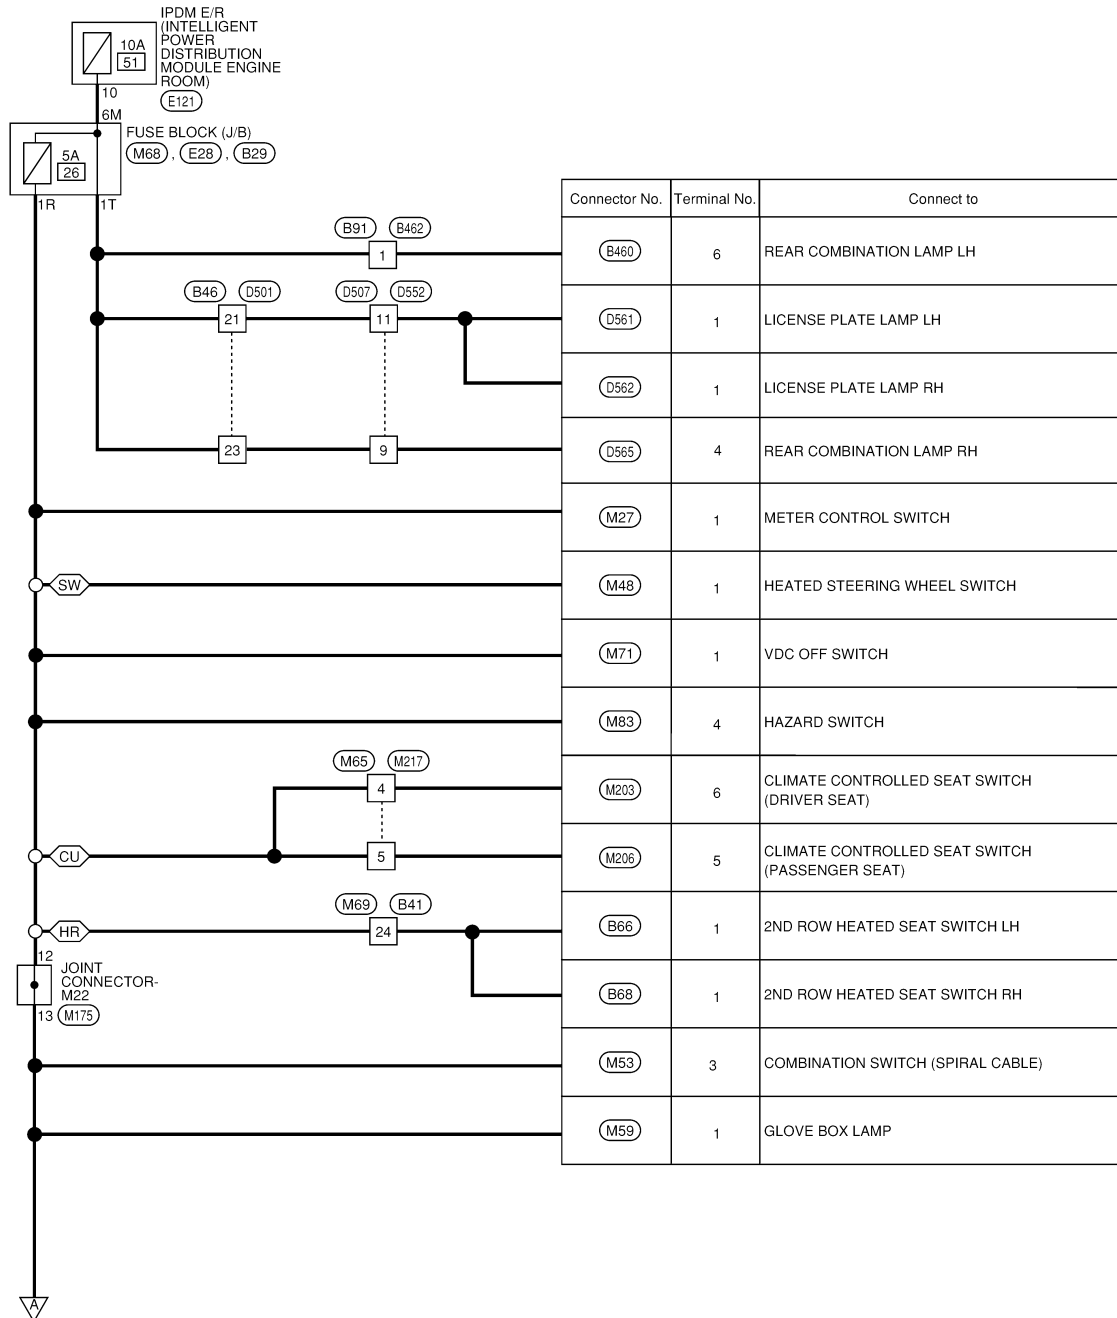 IPDM E/R
(INTELLIGENT
POWER
DISTRIBUTION
MODULE ENGINE
ROOM)
10A
51
E121
10
6M
FUSE BLOCK (J/B)
M68 , E28 , B29
5A
26
1R
1T
Connector No. Terminal No. Connect to
B91 B462
1
B460 6 REAR COMBINATION LAMP LH
B46 D501 D507 D552
21 11
D561 1 LICENSE PLATE LAMP LH
D562 1 LICENSE PLATE LAMP RH
23 9
D565 4 REAR COMBINATION LAMP RH
M27 1 METER CONTROL SWITCH
SW
M48 1 HEATED STEERING WHEEL SWITCH
M71 1 VDC OFF SWITCH
M83 4 HAZARD SWITCH
M65 M217
4
M203 6 CLIMATE CONTROLLED SEAT SWITCH
(DRIVER SEAT)
CU
5
M206 5 CLIMATE CONTROLLED SEAT SWITCH
(PASSENGER SEAT)
M69 B41
HR
24
B66 1 2ND ROW HEATED SEAT SWITCH LH
12
JOINT
CONNECTOR-
M22
13 M175
B68 1 2ND ROW HEATED SEAT SWITCH RH
M53 3 COMBINATION SWITCH (SPIRAL CABLE)
M59 1 GLOVE BOX LAMP
A